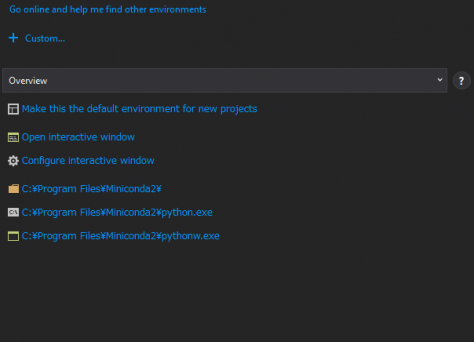 Go online and help me find other environments
+ Custom...
Overview
?
Make this the default environment for new projects
Open interactive window
Configure interactive window
C:¥Program Files¥Miniconda2¥
C:¥Program Files¥Miniconda2¥python.exe
C:¥Program Files¥Miniconda2¥pythonw.exe